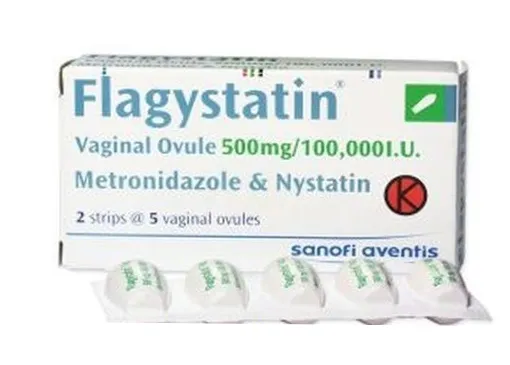 Flagystatin®
Vaginal Ovule 500mg/100,000I.U.
Metronidazole & Nystatin
K
2 strips @ 5 vaginal ovules
sanofi aventis